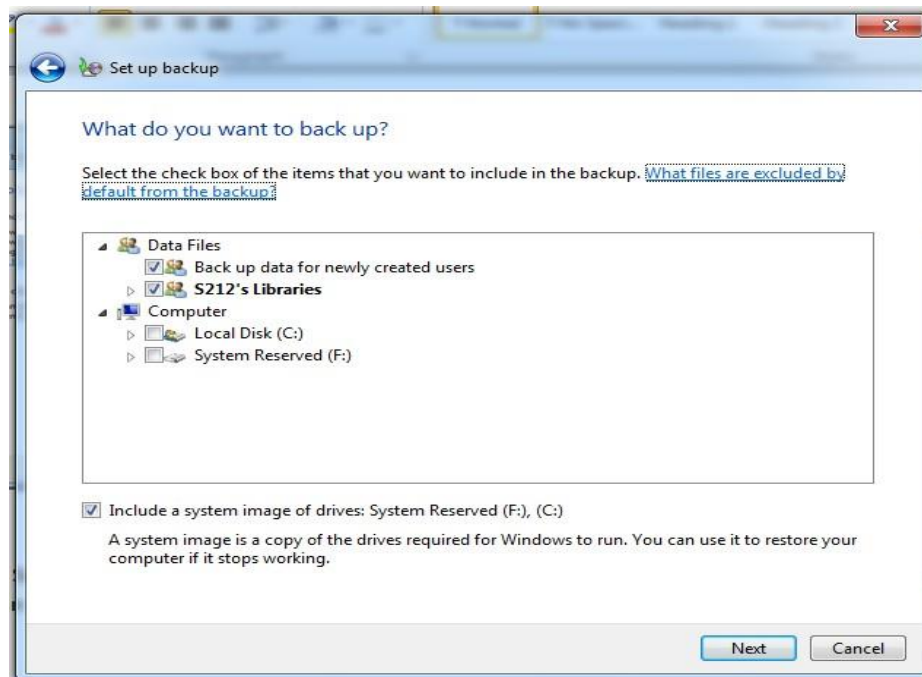 Set up backup
What do you want to back up?
Select the check box of the items that you want to include in the backup. What files are excluded by
default from the backup?
Data Files
Back up data for newly created users
S212's Libraries
Computer
Local Disk (C:)
System Reserved (F:)
Include a system image of drives: System Reserved (F:), (C:)
A system image is a copy of the drives required for Windows to run. You can use it to restore your
computer if it stops working.
Next Cancel